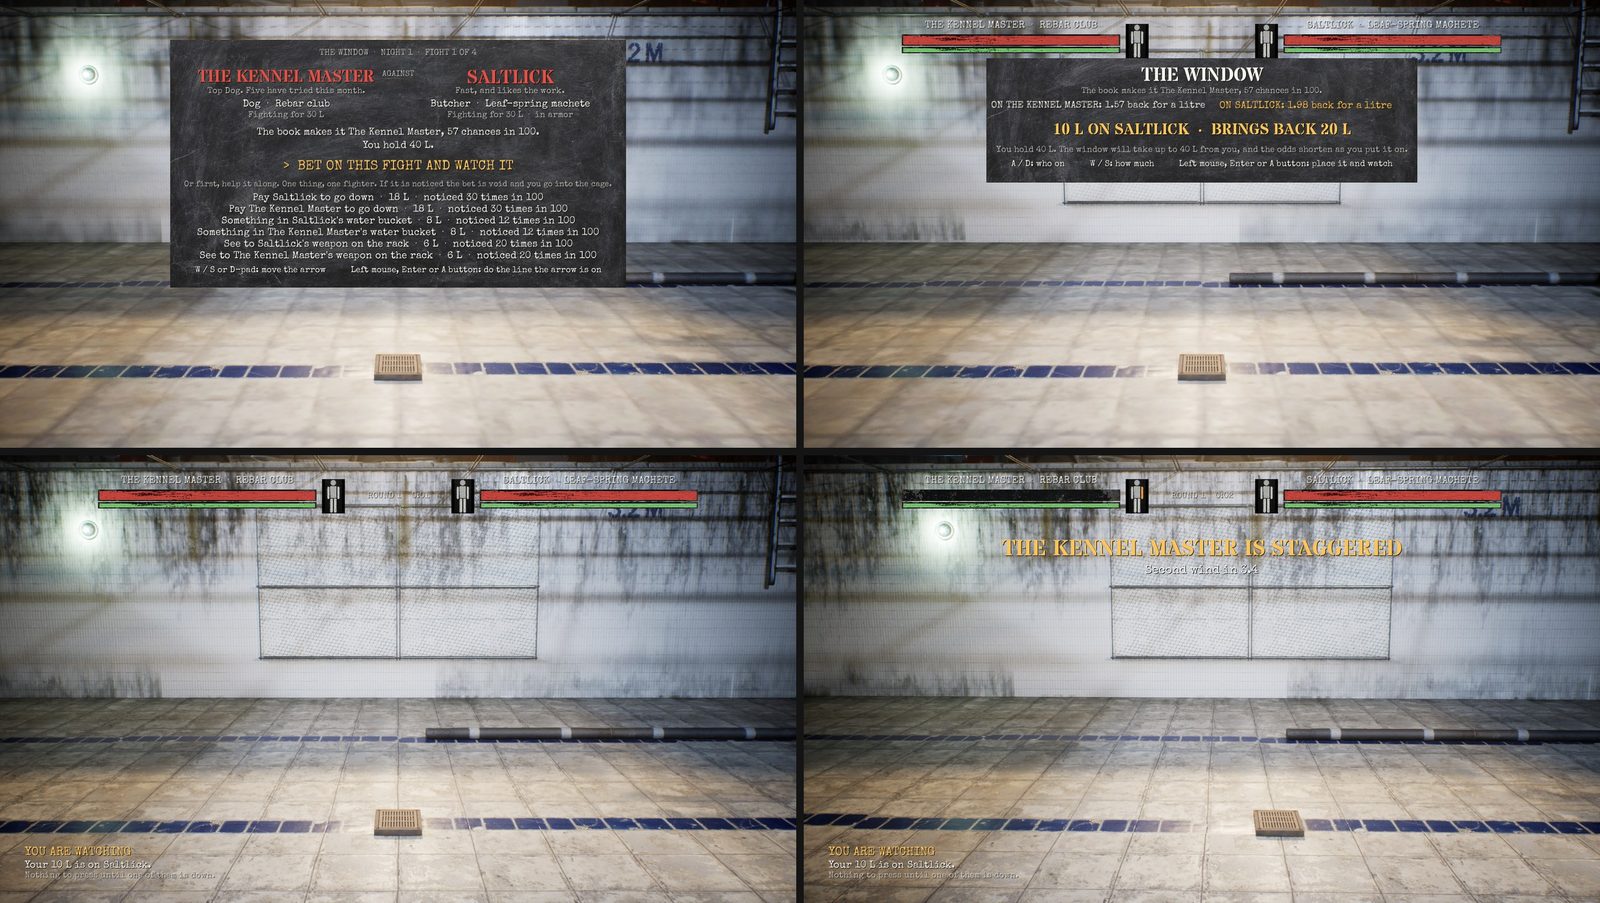 THE WINDOW · NIGHT 1 · FIGHT 1 OF 4
THE KENNEL MASTER AGAINST SALTLICK
Top Dog. Five have tried this month. Fast, and likes the work.
Dog · Rebar club Butcher · Leaf-spring machete
Fighting for 30 L Fighting for 30 L · in armor
The book makes it The Kennel Master, 57 chances in 100.
You hold 40 L.
> BET ON THIS FIGHT AND WATCH IT
Or first, help it along. One thing, one fighter. If it is noticed the bet is void and you go into the cage.
Pay Saltlick to go down · 18 L · noticed 30 times in 100
Pay The Kennel Master to go down · 18 L · noticed 30 times in 100
Something in Saltlick's water bucket · 8 L · noticed 12 times in 100
Something in The Kennel Master's water bucket · 8 L · noticed 12 times in 100
See to Saltlick's weapon on the rack · 6 L · noticed 20 times in 100
See to The Kennel Master's weapon on the rack · 6 L · noticed 20 times in 100
W / S or D-pad: move the arrow Left mouse, Enter or A button: do the line the arrow is on
2 M
THE KENNEL MASTER · REBAR CLUB SALTLICK · LEAF-SPRING MACHETE
3.2 M
THE WINDOW
The book makes it The Kennel Master, 57 chances in 100.
ON THE KENNEL MASTER: 1.57 back for a litre ON SALTLICK: 1.98 back for a litre
10 L ON SALTLICK · BRINGS BACK 20 L
You hold 40 L. The window will take up to 40 L from you, and the odds shorten as you put it on.
A / D: who on W / S: how much Left mouse, Enter or A button: place it and watch
THE KENNEL MASTER · REBAR CLUB SALTLICK · LEAF-SPRING MACHETE
ROUND 1
3.2 M
YOU ARE WATCHING
Your 10 L is on Saltlick.
Nothing to press until one of them is down.
THE KENNEL MASTER · REBAR CLUB SALTLICK · LEAF-SPRING MACHETE
ROUND 1 · 0:02
3.2 M
THE KENNEL MASTER IS STAGGERED
Second wind in 3.4
YOU ARE WATCHING
Your 10 L is on Saltlick.
Nothing to press until one of them is down.